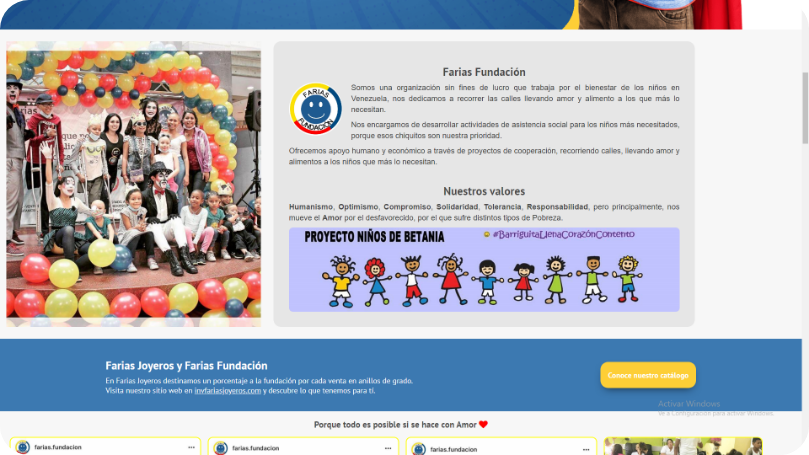 Farias Fundación
FARIAS
FUNDACIÓN
Somos una organización sin fines de lucro que trabaja por el bienestar de los niños en
Venezuela, nos dedicamos a recorrer las calles llevando amor y alimento a los que más lo
necesitan.
Nos encargamos de desarrollar actividades de asistencia social para los niños más necesitados,
porque esos chiquitos son nuestra prioridad.
Ofrecemos apoyo humano y económico a través de proyectos de cooperación, recorriendo calles, llevando amor y
alimentos a los niños que más lo necesitan.
Nuestros valores
Humanismo, Optimismo, Compromiso, Solidaridad, Tolerancia, Responsabilidad, pero principalmente, nos
mueve el Amor por el desfavorecido, por el que sufre distintos tipos de Pobreza.
PROYECTO NIÑOS DE BETANIA
#BarriguitaLlenaCorazónContento
Farias Joyeros y Farias Fundación
En Farias Joyeros destinamos un porcentaje a la fundación por cada venta en anillos de grado.
Visita nuestro sitio web en invfariasjoyeros.com y descubre lo que tenemos para ti.
Conoce nuestro catálogo
Activar Windows
Ve a Configuración para activar Windows.
Porque todo es posible si se hace con Amor
farias.fundacion
farias.fundacion
farias.fundacion